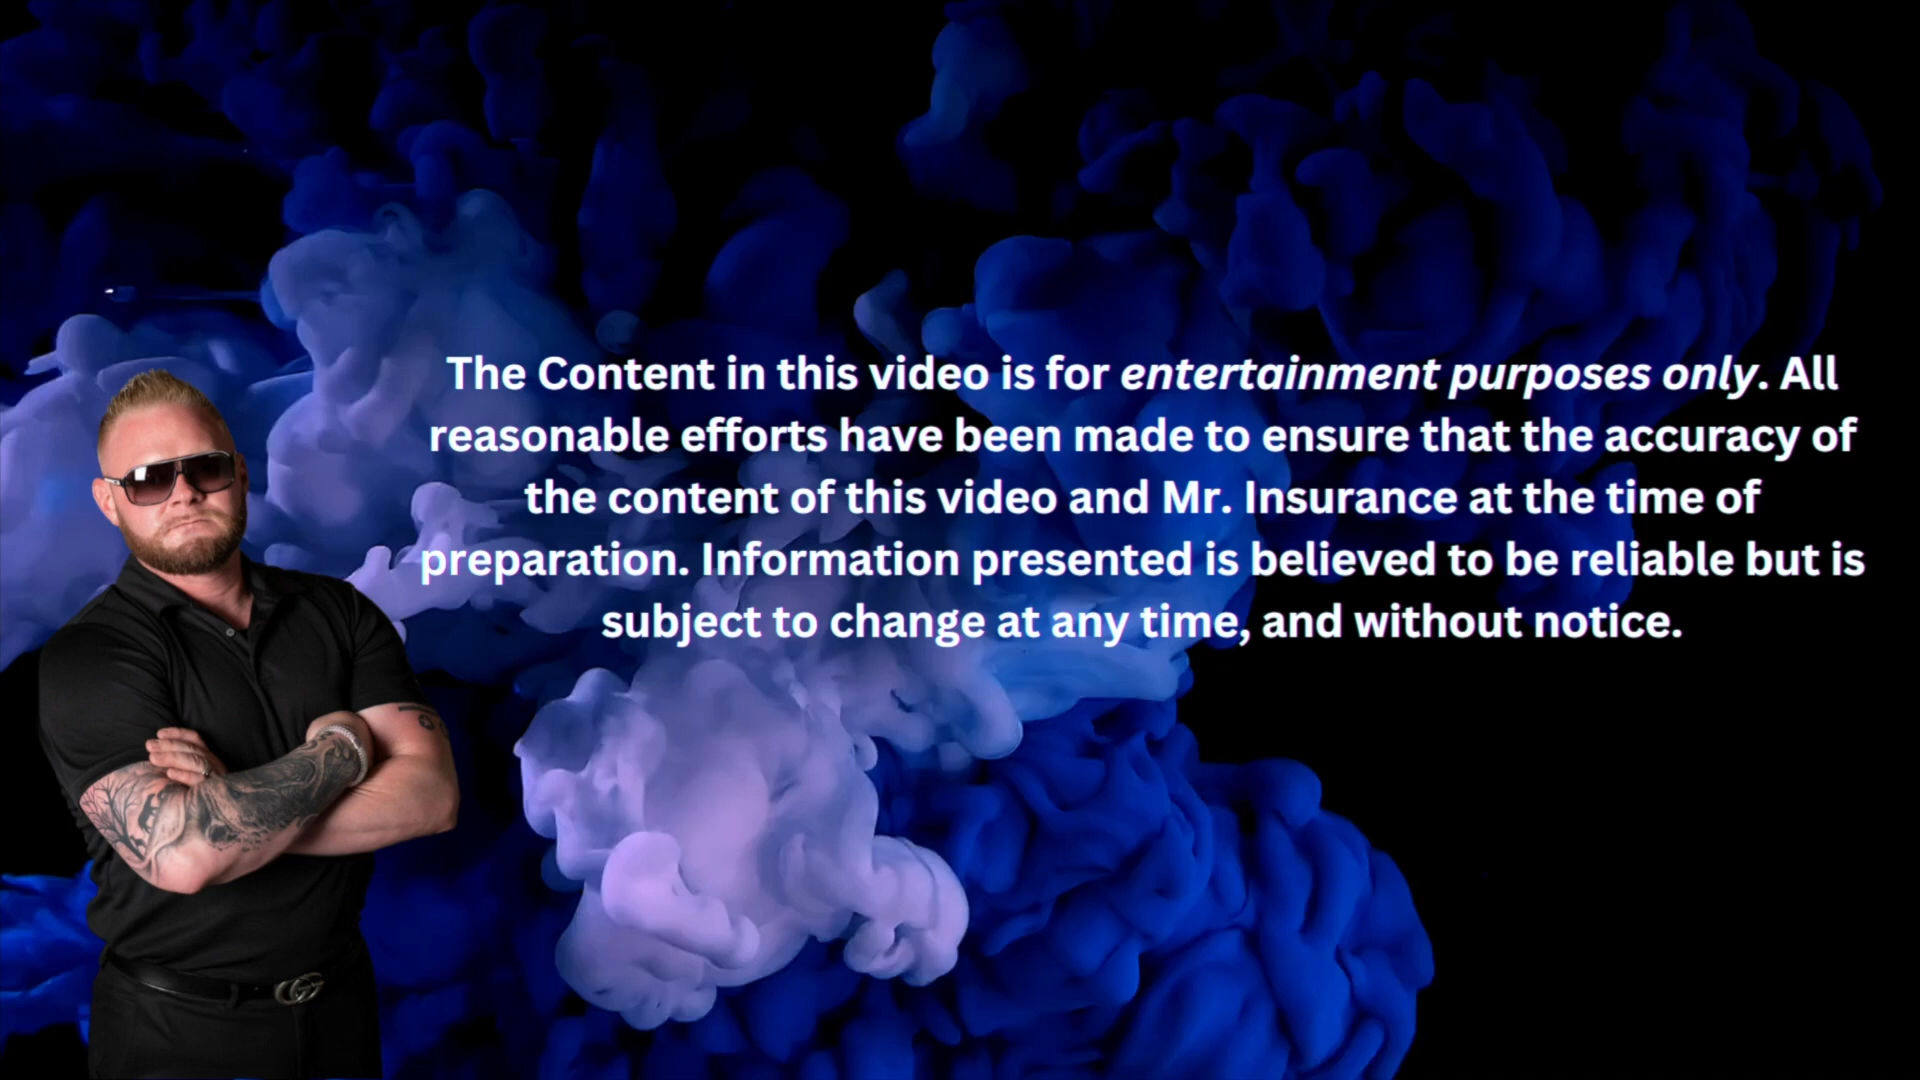 The Content in this video is for entertainment purposes only. All
reasonable efforts have been made to ensure that the accuracy of
the content of this video and Mr. Insurance at the time of
preparation. Information presented is believed to be reliable but is
subject to change at any time, and without notice.